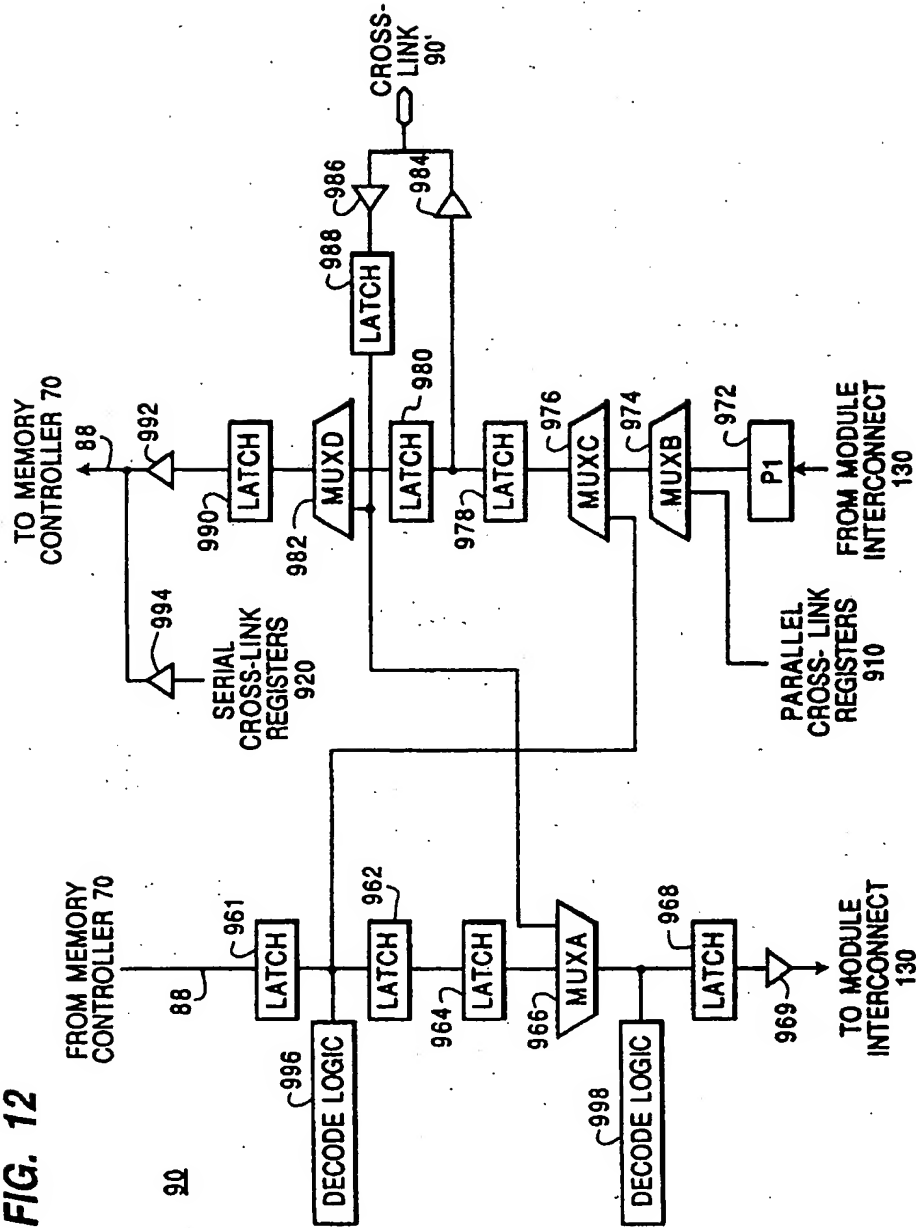 FIG. 12
90
FROM MEMORY
CONTROLLER 70
88
961
LATCH
996
DECODE LOGIC
962
LATCH
964
LATCH
966
MUXA
998
DECODE LOGIC
968
LATCH
969
TO MODULE
INTERCONNECT
130
TO MEMORY
CONTROLLER 70
88
992
994
SERIAL
CROSS-LINK
REGISTERS
920
990
LATCH
982
MUXD
988
LATCH
986
984
CROSS-
LINK
90'
980
LATCH
978
LATCH
976
MUXC
974
MUXB
972
P1
PARALLEL
CROSS-LINK
REGISTERS
910
FROM MODULE
INTERCONNECT
130